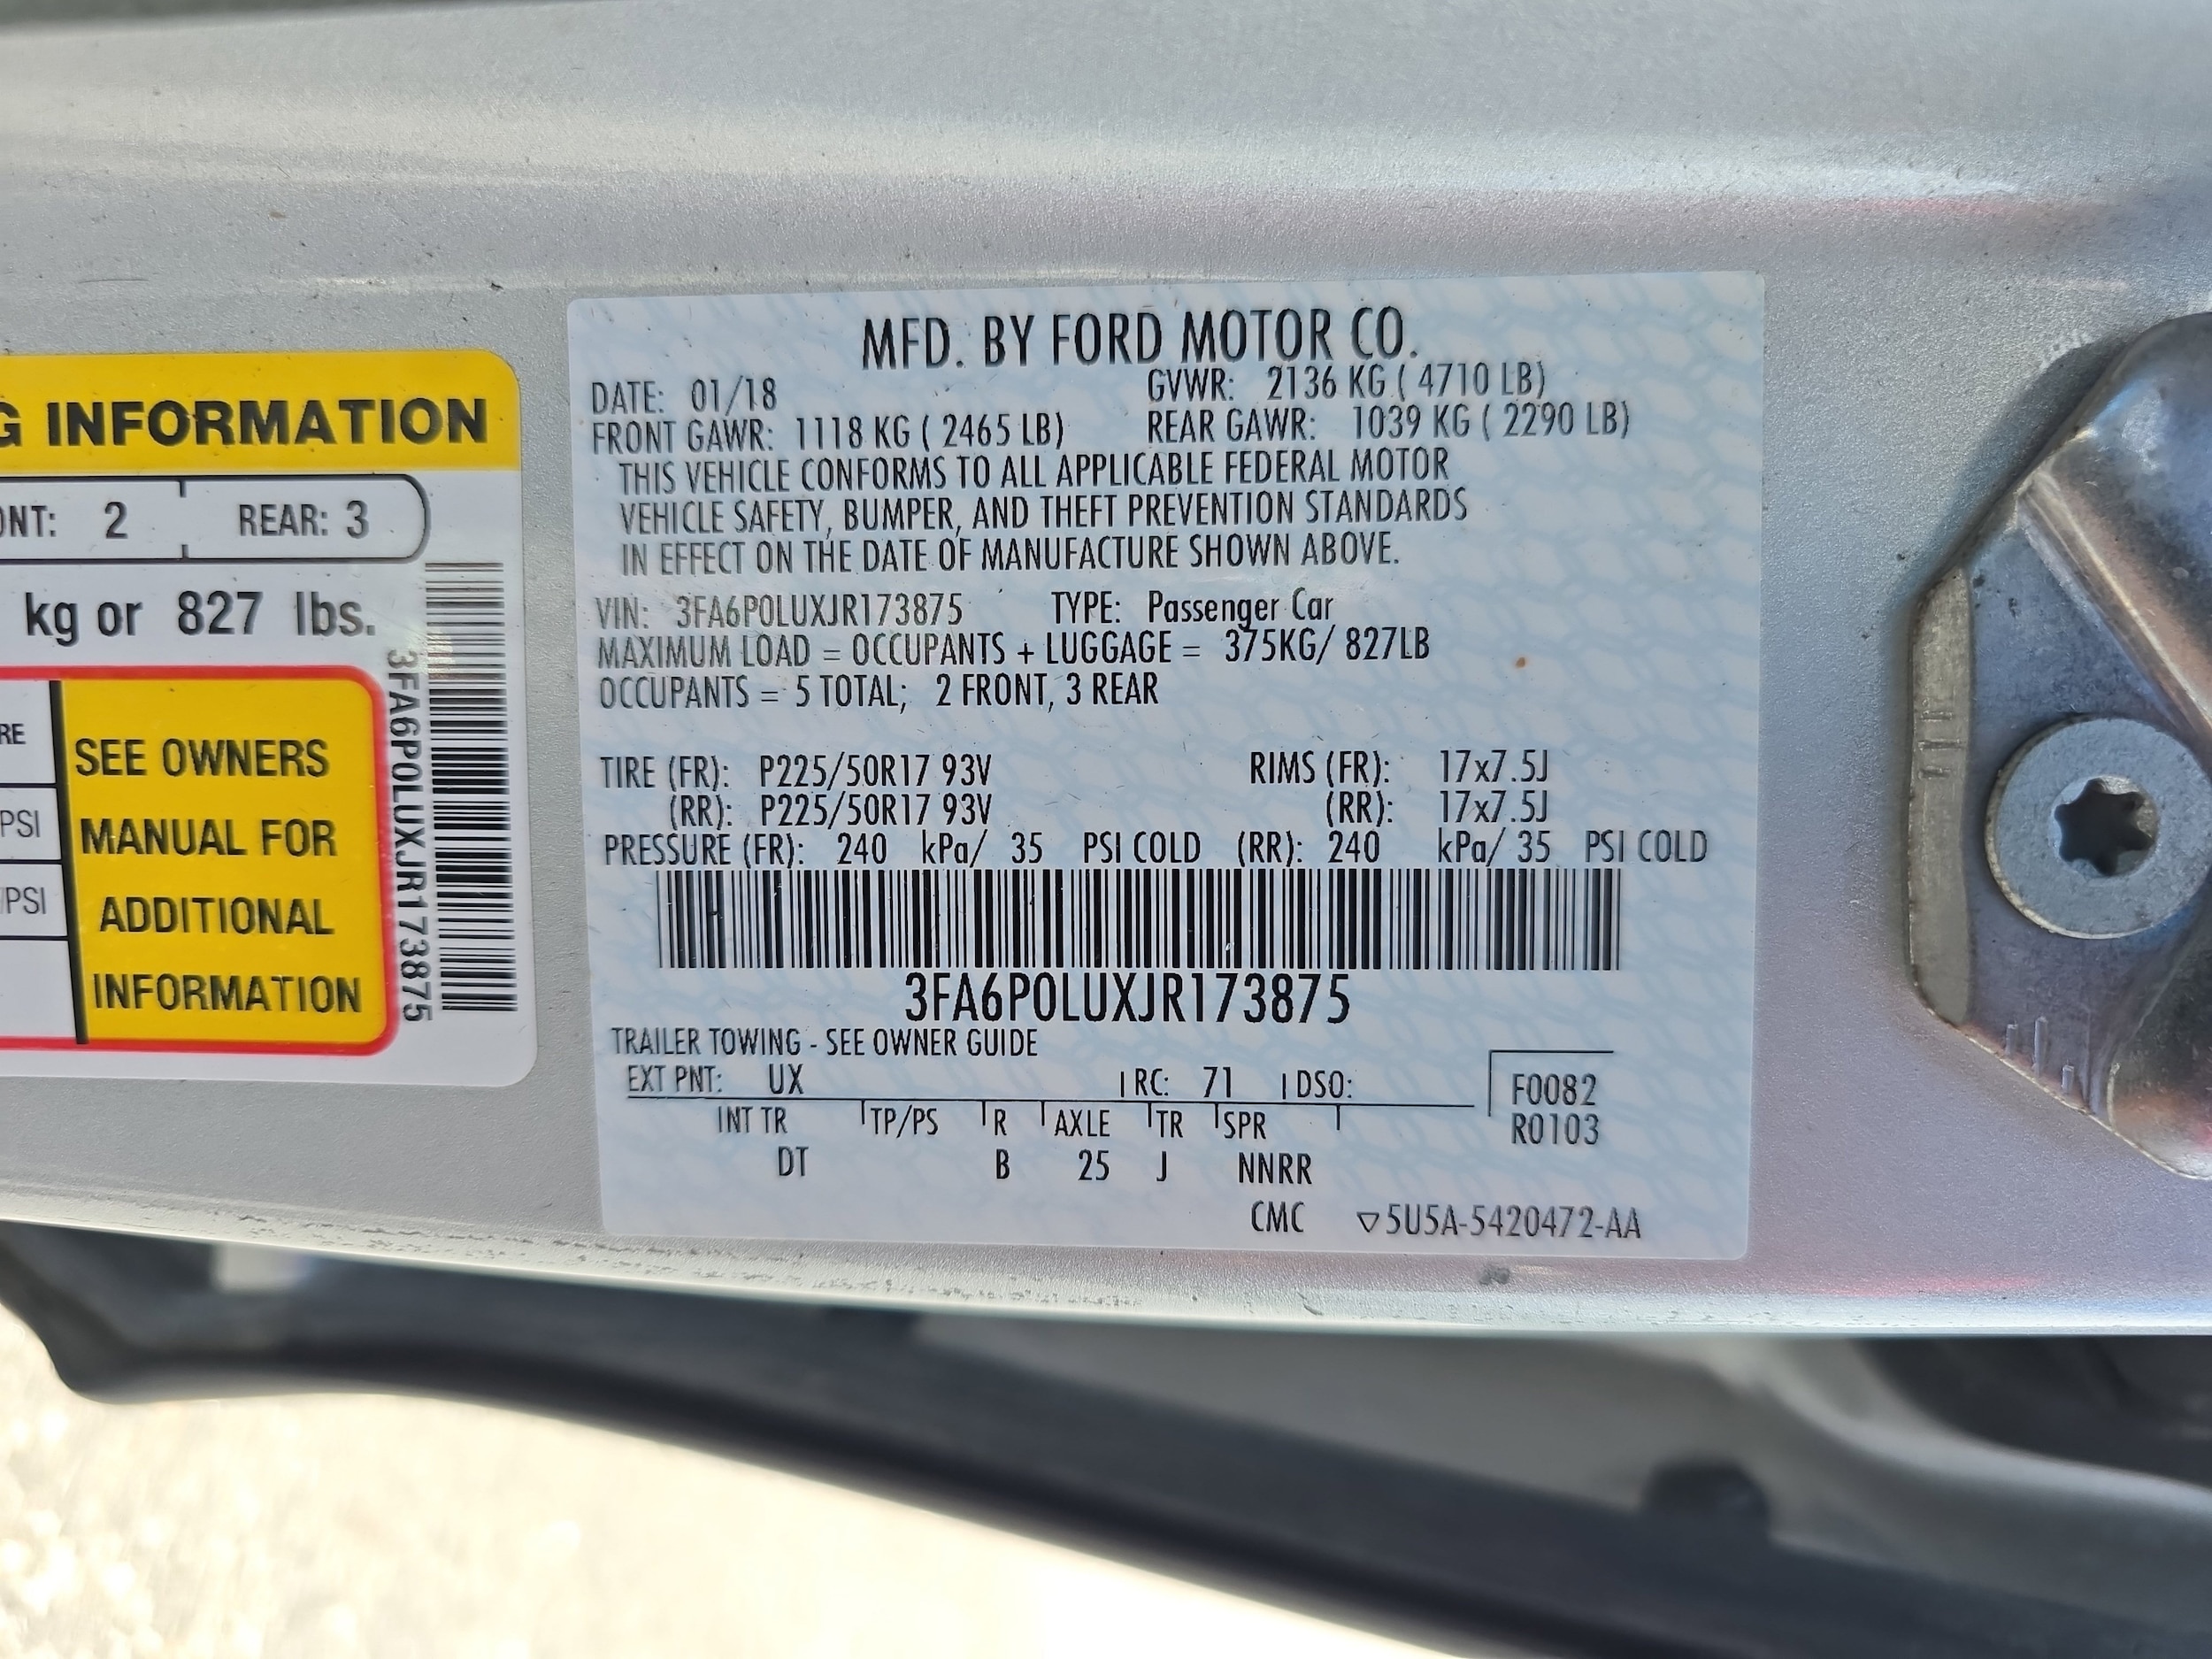 G INFORMATION
ONT: 2 REAR: 3
kg or 827 lbs.
RE
PSI
/PSI
SEE OWNERS
MANUAL FOR
ADDITIONAL
INFORMATION
3FA6P0LUXJR173875
MFD. BY FORD MOTOR CO.
DATE: 01/18 GVWR: 2136 KG ( 4710 LB)
FRONT GAWR: 1118 KG ( 2465 LB) REAR GAWR: 1039 KG ( 2290 LB)
THIS VEHICLE CONFORMS TO ALL APPLICABLE FEDERAL MOTOR
VEHICLE SAFETY, BUMPER, AND THEFT PREVENTION STANDARDS
IN EFFECT ON THE DATE OF MANUFACTURE SHOWN ABOVE.
VIN: 3FA6P0LUXJR173875 TYPE: Passenger Car
MAXIMUM LOAD = OCCUPANTS + LUGGAGE = 375KG/ 827LB
OCCUPANTS = 5 TOTAL; 2 FRONT, 3 REAR
TIRE (FR): P225/50R17 93V RIMS (FR): 17x7.5J
(RR): P225/50R17 93V (RR): 17x7.5J
PRESSURE (FR): 240 kPa/ 35 PSI COLD (RR): 240 kPa/ 35 PSI COLD
3FA6P0LUXJR173875
TRAILER TOWING - SEE OWNER GUIDE
EXT PNT: UX RC: 71 DSO:
F0082
R0103
INT TR TP/PS R AXLE TR SPR
DT B 25 J NNRR
CMC ▽5U5A-5420472-AA